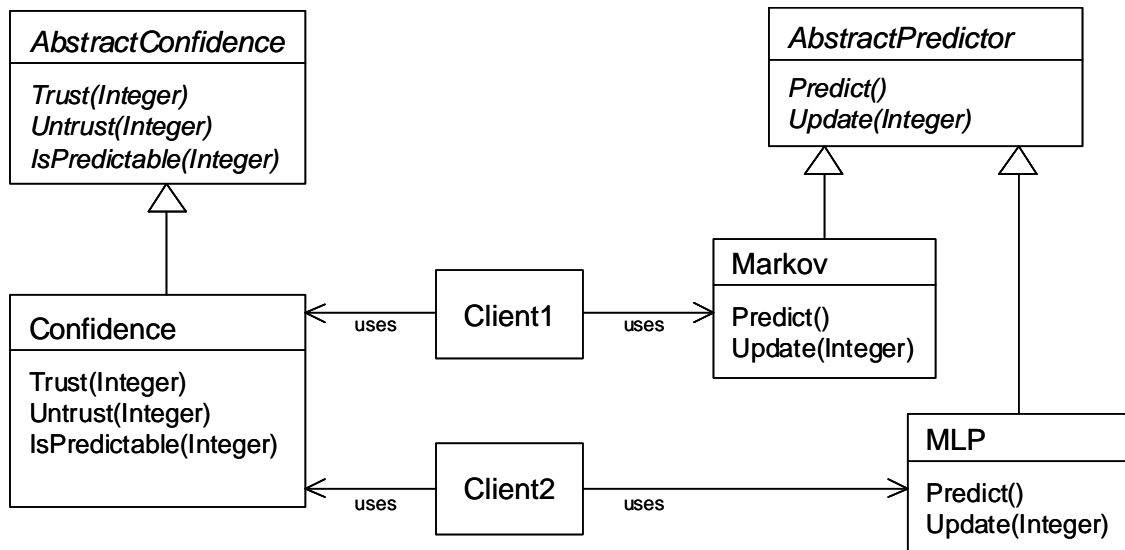 AbstractConfidence
Trust(Integer)
Untrust(Integer)
IsPredictable(Integer)
AbstractPredictor
Predict()
Update(Integer)
Confidence
Trust(Integer)
Untrust(Integer)
IsPredictable(Integer)
uses
Client1
uses
Markov
Predict()
Update(Integer)
uses
Client2
uses
MLP
Predict()
Update(Integer)